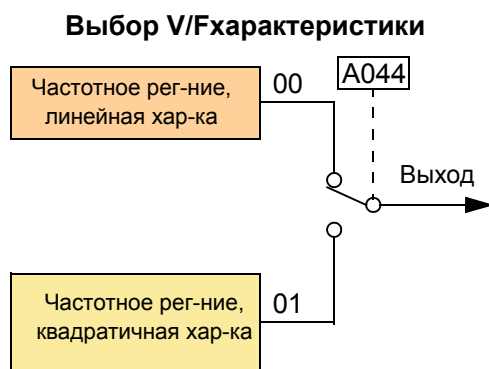 Выбор V/Fхарактеристики
Частотное рег-ние,
линейная хар-ка
00
A044
Выход
Частотное рег-ние,
квадратичная хар-ка
01